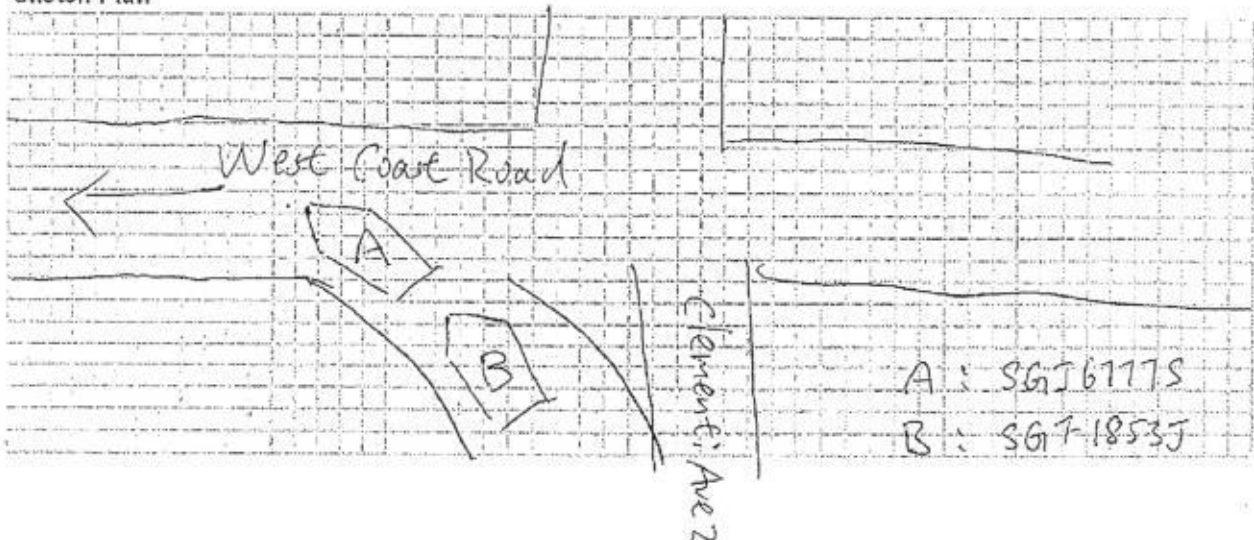 Sketch Plan
West Coast Road
A
B
Clementi Ave 2
A : SGJ6777S
B : SGT1853J